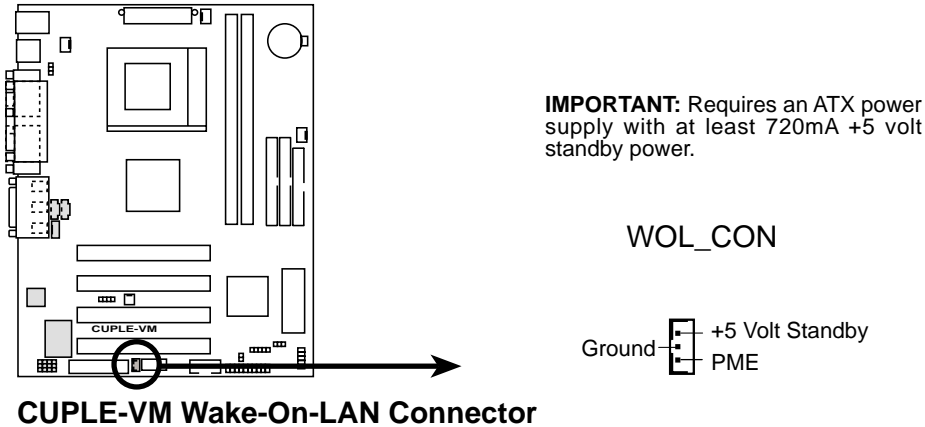 IMPORTANT: Requires an ATX power
supply with at least 720mA +5 volt
standby power.
WOL_CON
+5 Volt Standby
Ground
PME
CUPLE-VM
CUPLE-VM Wake-On-LAN Connector